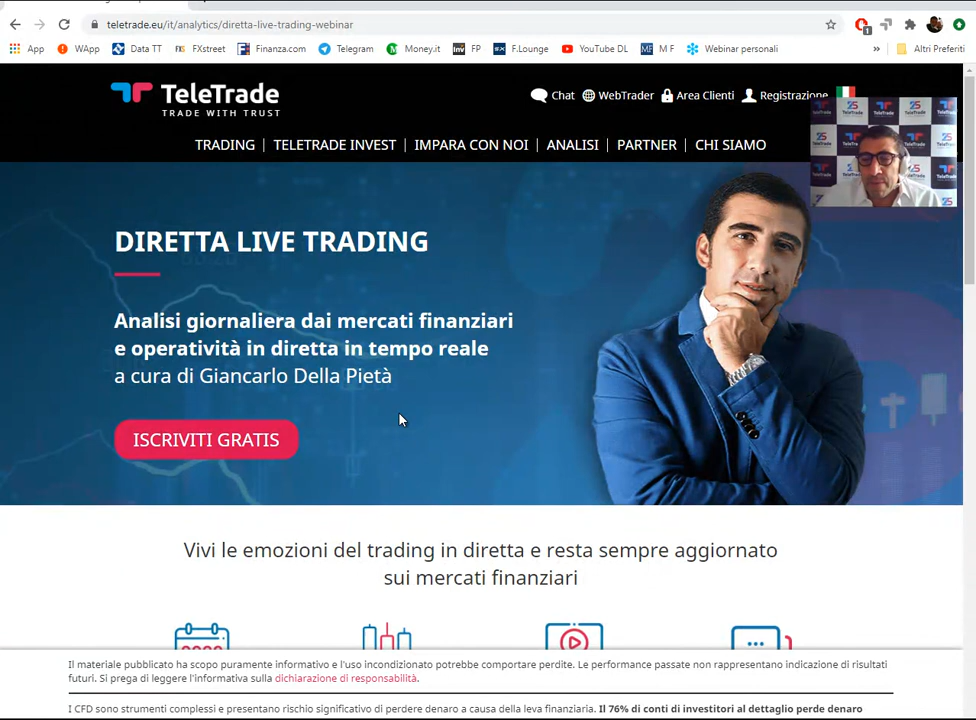 teletrade.eu/it/analytics/diretta-live-trading-webinar
App WApp Data TT FXstreet Finanza.com Telegram Money.it FP F.Lounge YouTube DL M F Webinar personali » Altri Preferiti
TeleTrade
TRADE WITH TRUST
Chat WebTrader Area Clienti Registrazione
TRADING | TELETRADE INVEST | IMPARA CON NOI | ANALISI | PARTNER | CHI SIAMO
DIRETTA LIVE TRADING
Analisi giornaliera dai mercati finanziari
e operatività in diretta in tempo reale
a cura di Giancarlo Della Pietà
ISCRIVITI GRATIS
Vivi le emozioni del trading in diretta e resta sempre aggiornato
sui mercati finanziari
Il materiale pubblicato ha scopo puramente informativo e l'uso incondizionato potrebbe comportare perdite. Le performance passate non rappresentano indicazione di risultati
futuri. Si prega di leggere l'informativa sulla dichiarazione di responsabilità.
I CFD sono strumenti complessi e presentano rischio significativo di perdere denaro a causa della leva finanziaria. Il 76% di conti di investitori al dettaglio perde denaro